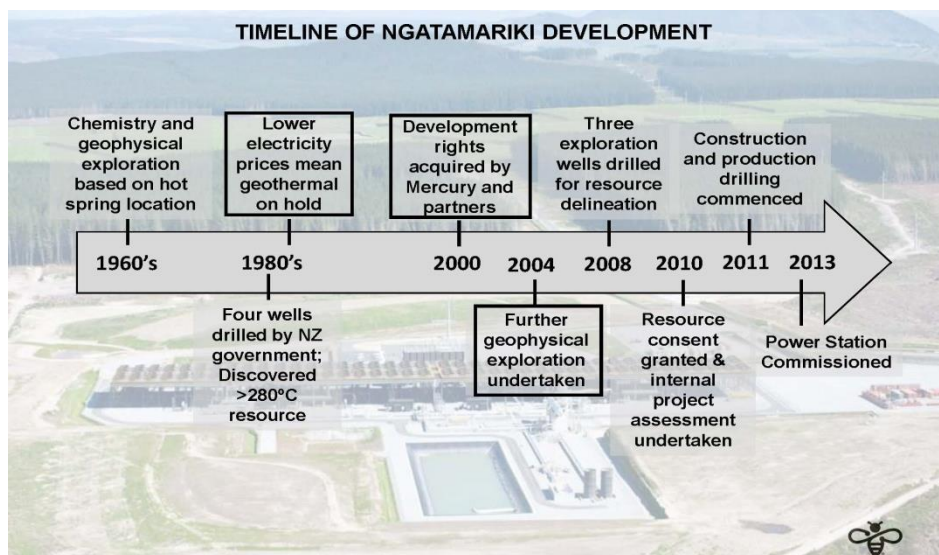 TIMELINE OF NGATAMARIKI DEVELOPMENT
Chemistry and
geophysical
exploration
based on hot
spring location
Lower
electricity
prices mean
geothermal
on hold
Development
rights
acquired by
Mercury and
partners
Three
exploration
wells drilled
for resource
delineation
Construction
and production
drilling
commenced
1960's
1980's
2000
2004
2008
2010
2011
2013
Four wells
drilled by NZ
government;
Discovered
>280ºC
resource
Further
geophysical
exploration
undertaken
Resource
consent
granted &
internal
project
assessment
undertaken
Power Station
Commissioned